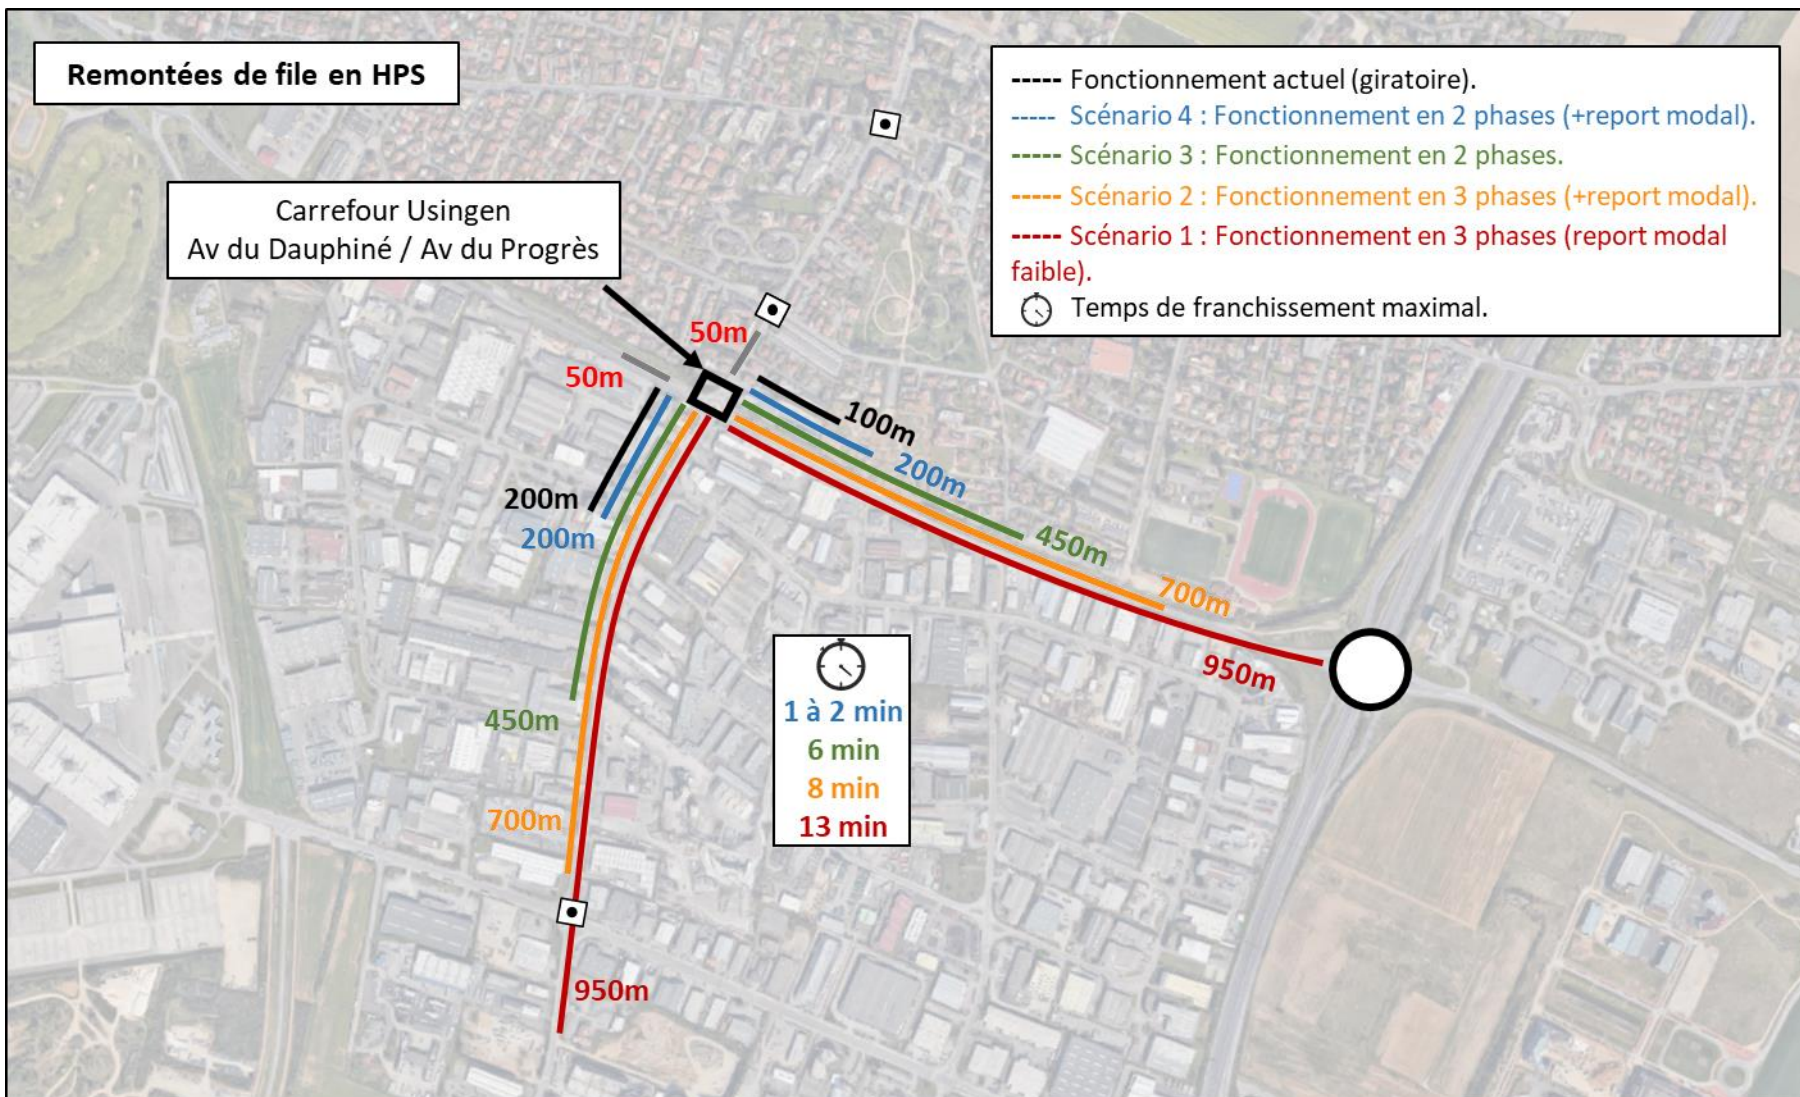 Remontées de file en HPS
----- Fonctionnement actuel (giratoire).
----- Scénario 4 : Fonctionnement en 2 phases (+report modal).
----- Scénario 3 : Fonctionnement en 2 phases.
----- Scénario 2 : Fonctionnement en 3 phases (+report modal).
----- Scénario 1 : Fonctionnement en 3 phases (report modal
faible).
Temps de franchissement maximal.
Carrefour Usingen
Av du Dauphiné / Av du Progrès
50m
50m
100m
200m
200m
200m
450m
450m
700m
950m
700m
950m
1 à 2 min
6 min
8 min
13 min